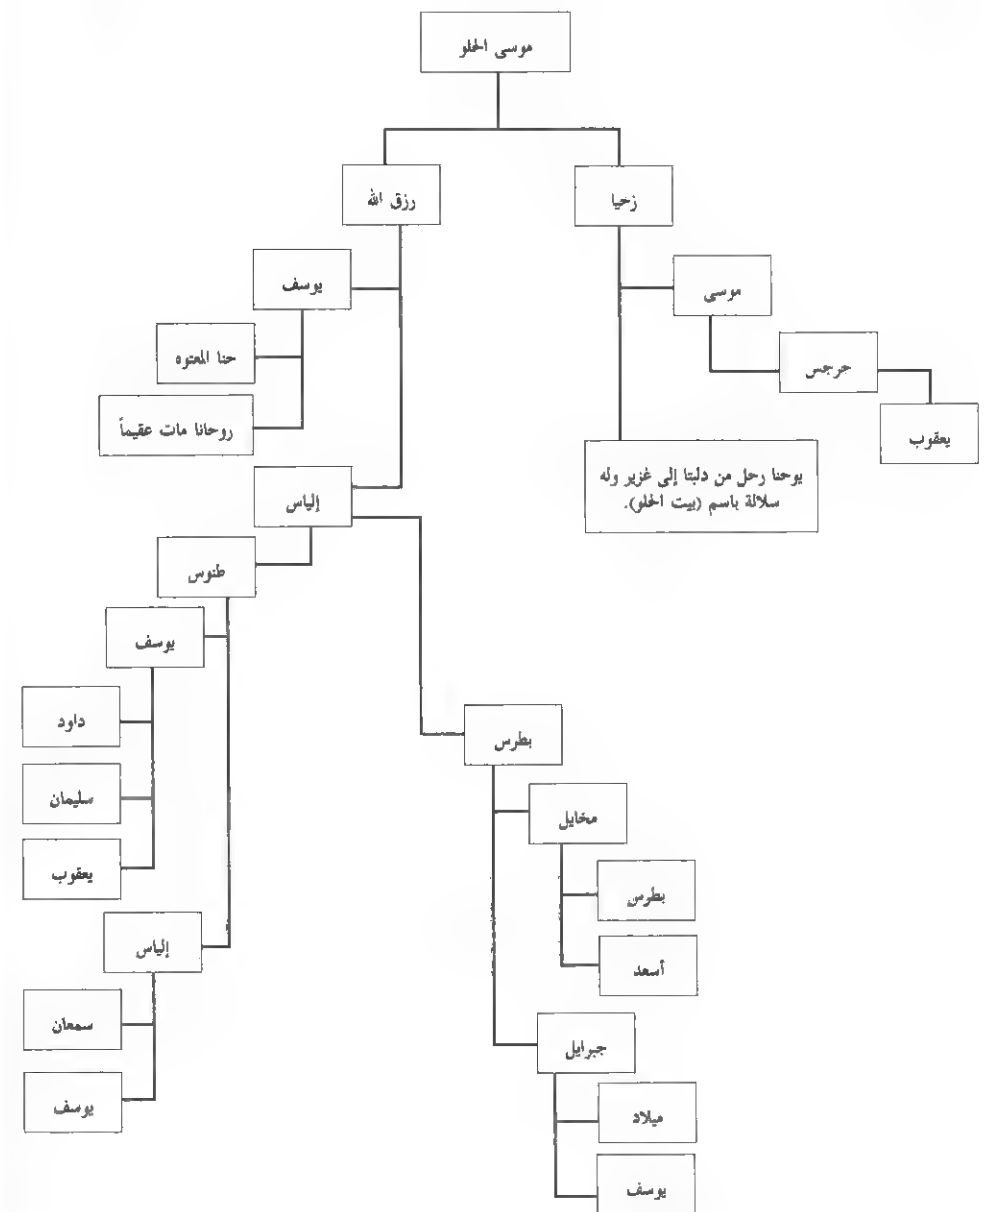 موسى الحلو
زخيا
رزق الله
يوسف
موسى
حنا المعتوه
جرجس
روحانا مات عقيماً
يعقوب
يوحنا رحل من دلبتا إلى غزير وله
سلالة باسم (بيت الحلو).
إلياس
طنوس
يوسف
داود
بطرس
سليمان
مخايل
يعقوب
بطرس
إلياس
أسعد
سمعان
جبرايل
يوسف
ميلاد
يوسف